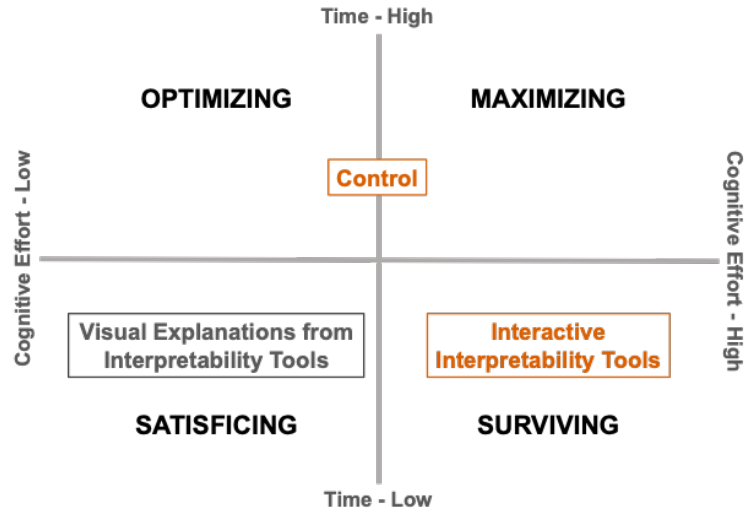 Time - High
OPTIMIZING
MAXIMIZING
Control
Cognitive Effort - Low
Cognitive Effort - High
Visual Explanations from
Interpretability Tools
Interactive
Interpretability Tools
SATISFICING
SURVIVING
Time - Low